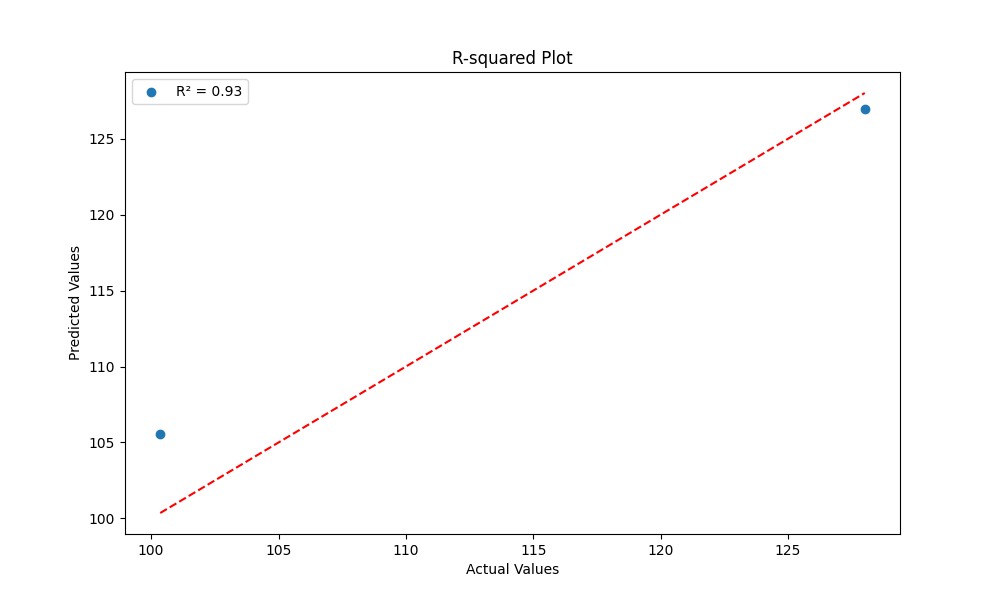 R-squared Plot
R² = 0.93
125
120
115
110
105
100
Predicted Values
100 105 110 115 120 125
Actual Values